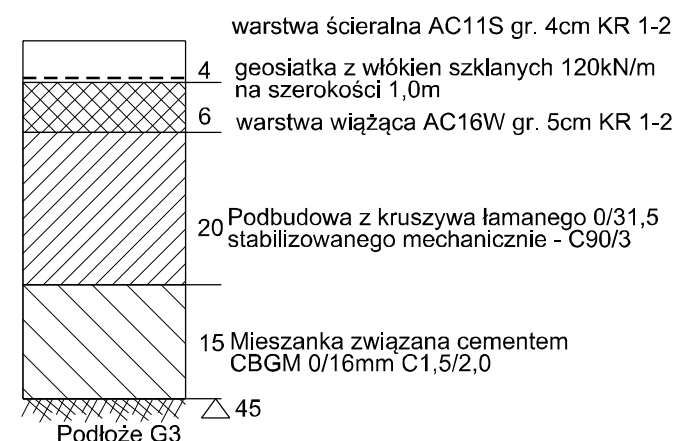 warstwa ścieralna AC11S gr. 4cm KR 1-2
4 geosiatka z włókien szklanych 120kN/m
na szerokości 1,0m
6 warstwa wiążąca AC16W gr. 5cm KR 1-2
20 Podbudowa z kruszywa łamanego 0/31,5
stabilizowanego mechanicznie - C90/3
15 Mieszanka związana cementem
CBGM 0/16mm C1,5/2,0
45
Podłoże G3